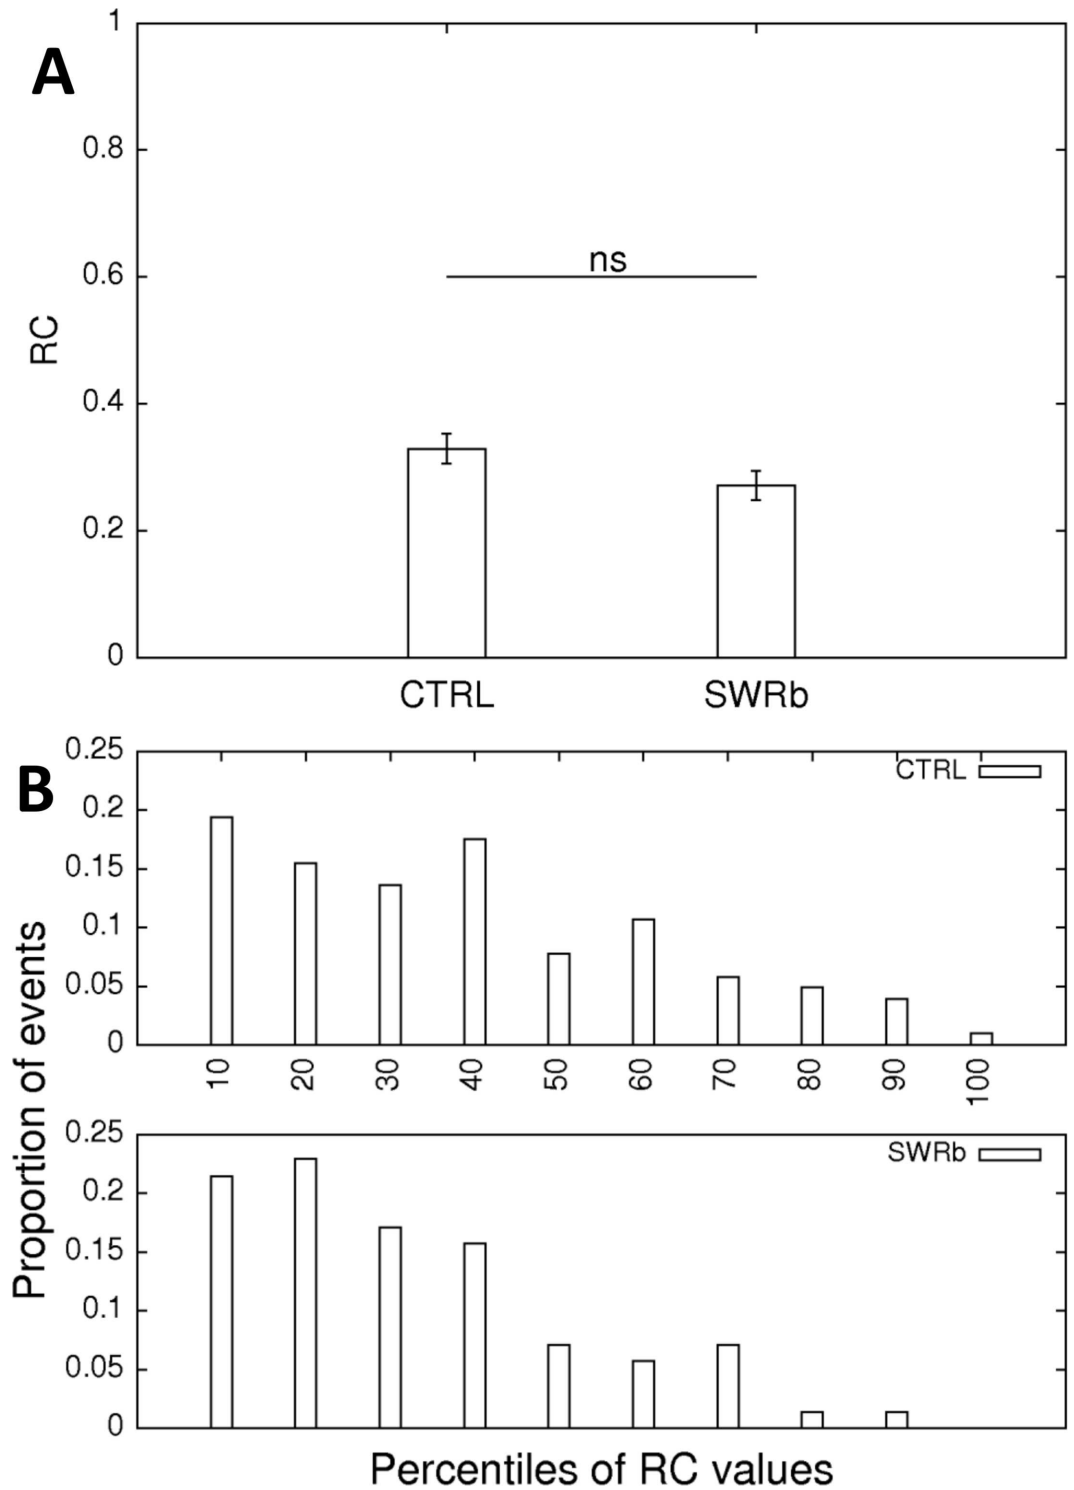 A
1
0.8
0.6
0.4
0.2
0
RC
ns
CTRL SWRb
B
0.25
0.2
0.15
0.1
0.05
0
CTRL
10 20 30 40 50 60 70 80 90 100
Proportion of events
0.25
0.2
0.15
0.1
0.05
0
SWRb
Percentiles of RC values